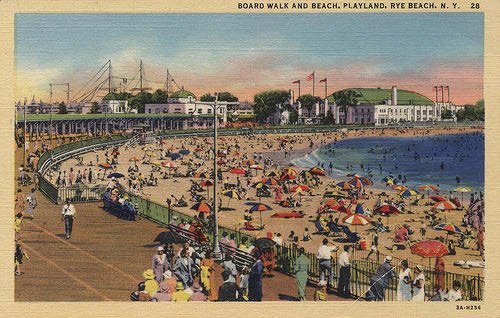 BOARD WALK AND BEACH, PLAYLAND, RYE BEACH, N. Y. 28
3A-H256